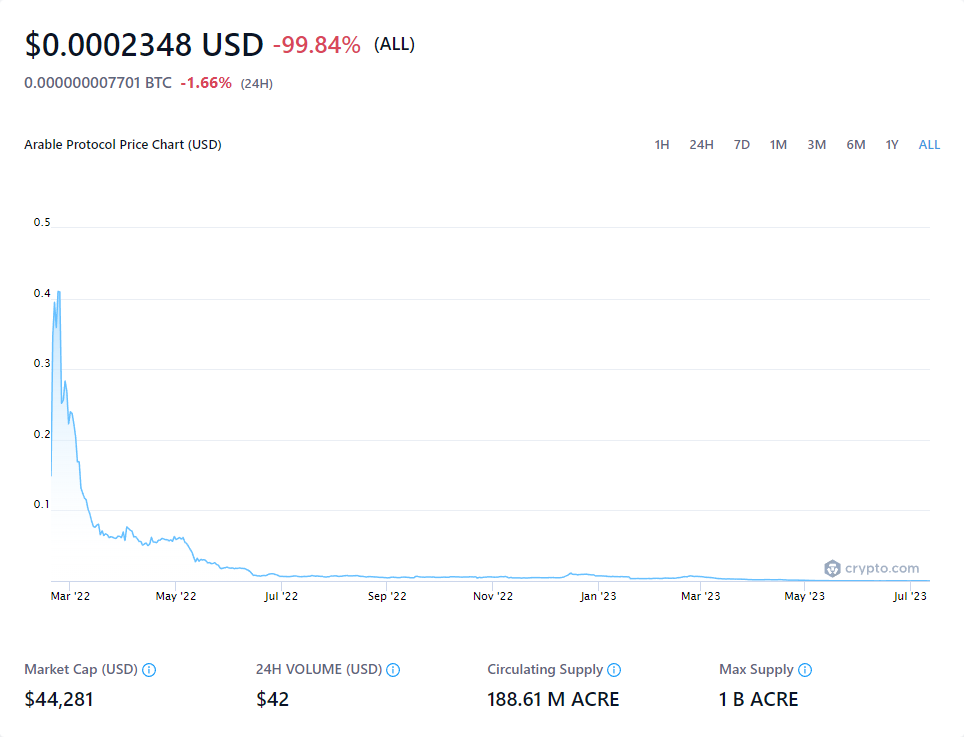 $0.0002348 USD -99.84% (ALL)
0.000000007701 BTC -1.66% (24H)
Arable Protocol Price Chart (USD) 1H 24H 7D 1M 3M 6M 1Y ALL
0.5
0.4
0.3
0.2
0.1
crypto.com
Mar '22 May '22 Jul '22 Sep '22 Nov '22 Jan '23 Mar '23 May '23 Jul '23
Market Cap (USD) 24H VOLUME (USD) Circulating Supply Max Supply
$44,281 $42 188.61 M ACRE 1 B ACRE